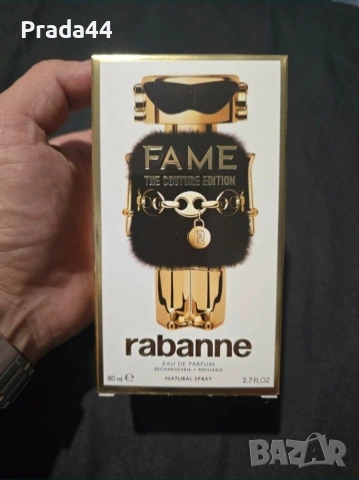 Prada44
FAME
THE COUTURE EDITION
R
rabanne
EAU DE PARFUM
RECHARGEABLE • REFILLABLE
80 ml ℮ 2.7 FL.OZ
NATURAL SPRAY
BAZAR